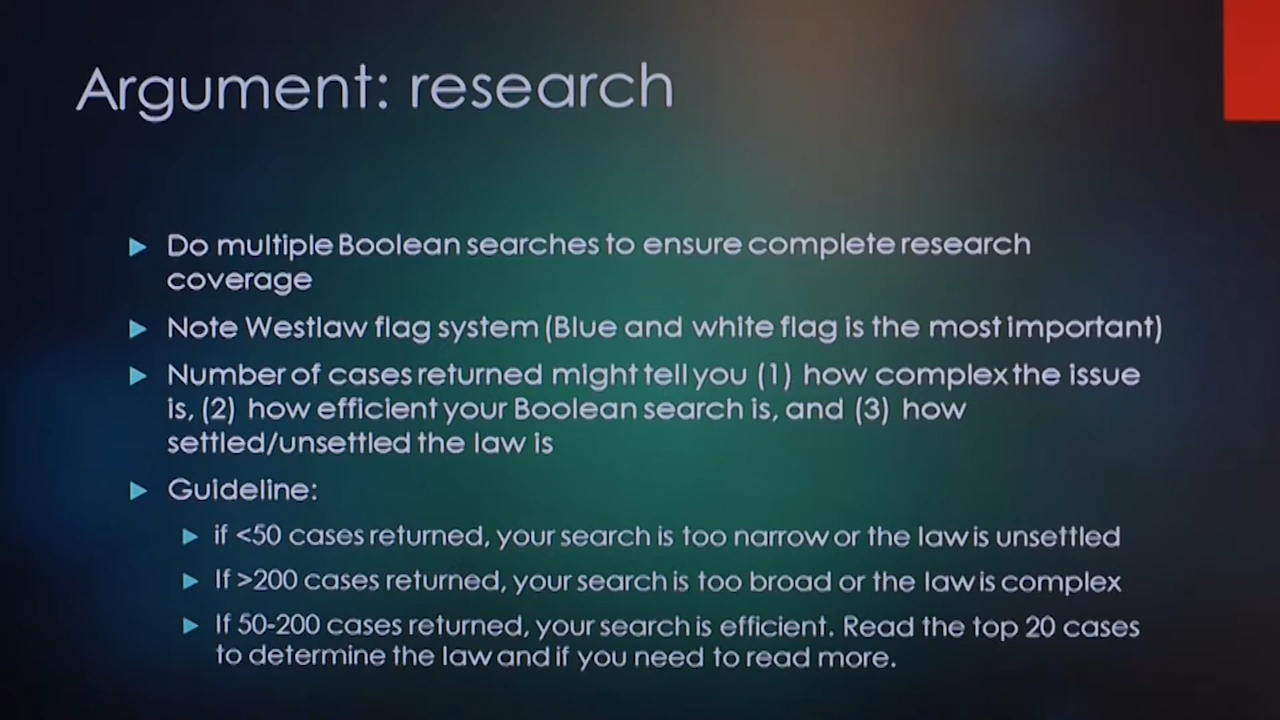 Argument: research
Do multiple Boolean searches to ensure complete research
coverage
Note Westlaw flag system (Blue and white flag is the most important)
Number of cases returned might tell you (1) how complex the issue
is, (2) how efficient your Boolean search is, and (3) how
settled/unsettled the law is
Guideline:
if <50 cases returned, your search is too narrow or the law is unsettled
If >200 cases returned, your search is too broad or the law is complex
If 50-200 cases returned, your search is efficient. Read the top 20 cases
to determine the law and if you need to read more.